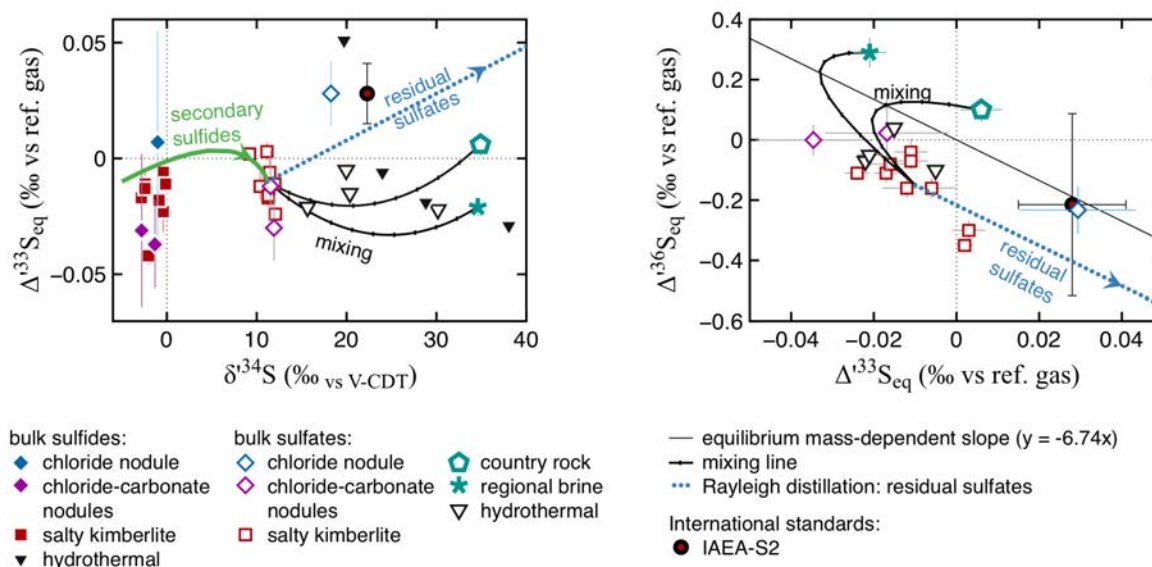 0.05
0
−0.05
Δ'³³S_eq (‰ vs ref. gas)
secondary
sulfides
residual
sulfates
mixing
0
10
20
30
40
δ'³⁴S (‰ vs V-CDT)
0.4
0.2
0
−0.2
−0.4
−0.6
Δ'³⁶S_eq (‰ vs ref. gas)
mixing
residual
sulfates
−0.04
−0.02
0
0.02
0.04
Δ'³³S_eq (‰ vs ref. gas)
bulk sulfides:
chloride nodule
chloride-carbonate
nodules
salty kimberlite
hydrothermal
bulk sulfates:
chloride nodule
chloride-carbonate
nodules
salty kimberlite
country rock
regional brine
hydrothermal
equilibrium mass-dependent slope (y = -6.74x)
mixing line
Rayleigh distillation: residual sulfates
International standards:
IAEA-S2